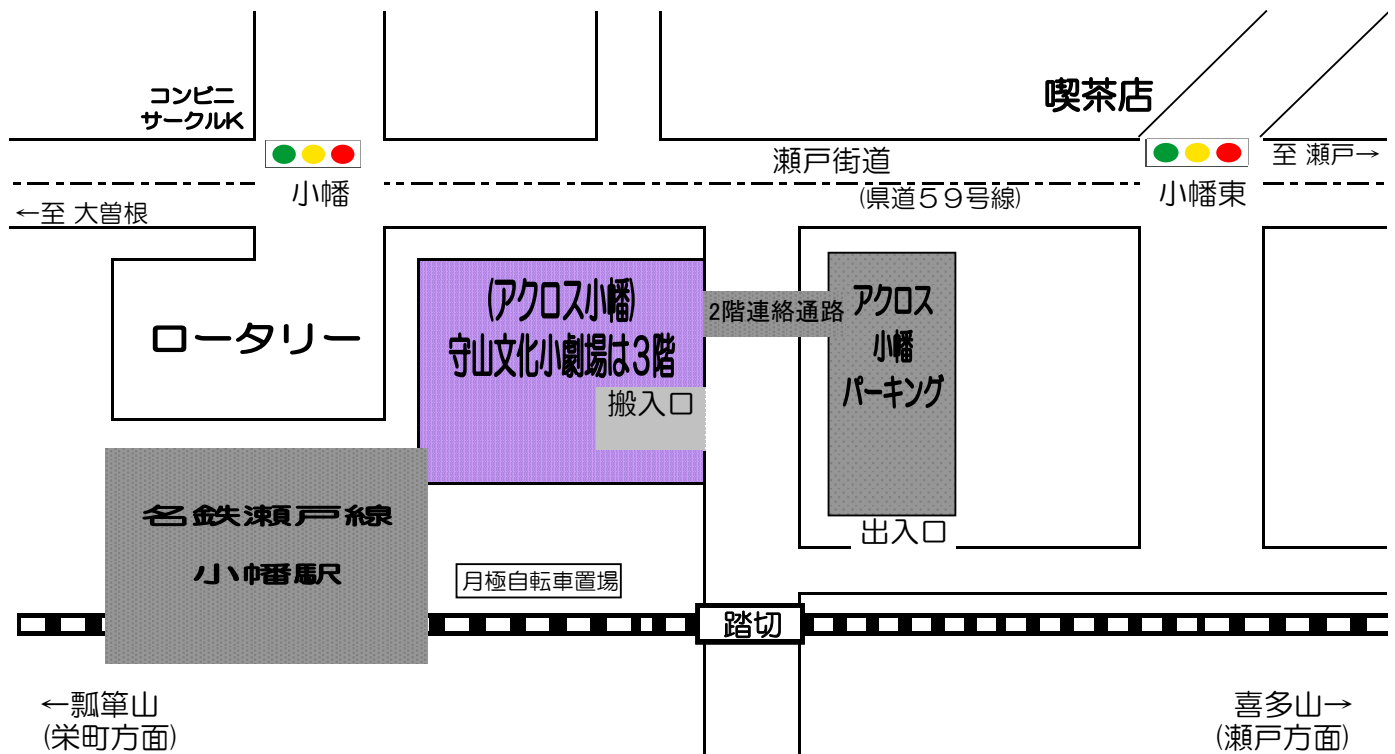 コンビニ
サークルK
喫茶店
瀬戸街道
至 瀬戸→
小幡
(県道５９号線)
小幡東
←至 大曽根
(アクロス小幡)
守山文化小劇場は３階
搬入口
2階連絡通路
アクロス
小幡
パーキング
出入口
ロータリー
名鉄瀬戸線
小幡駅
月極自転車置場
踏切
←瓢箪山
(栄町方面)
喜多山→
(瀬戸方面)